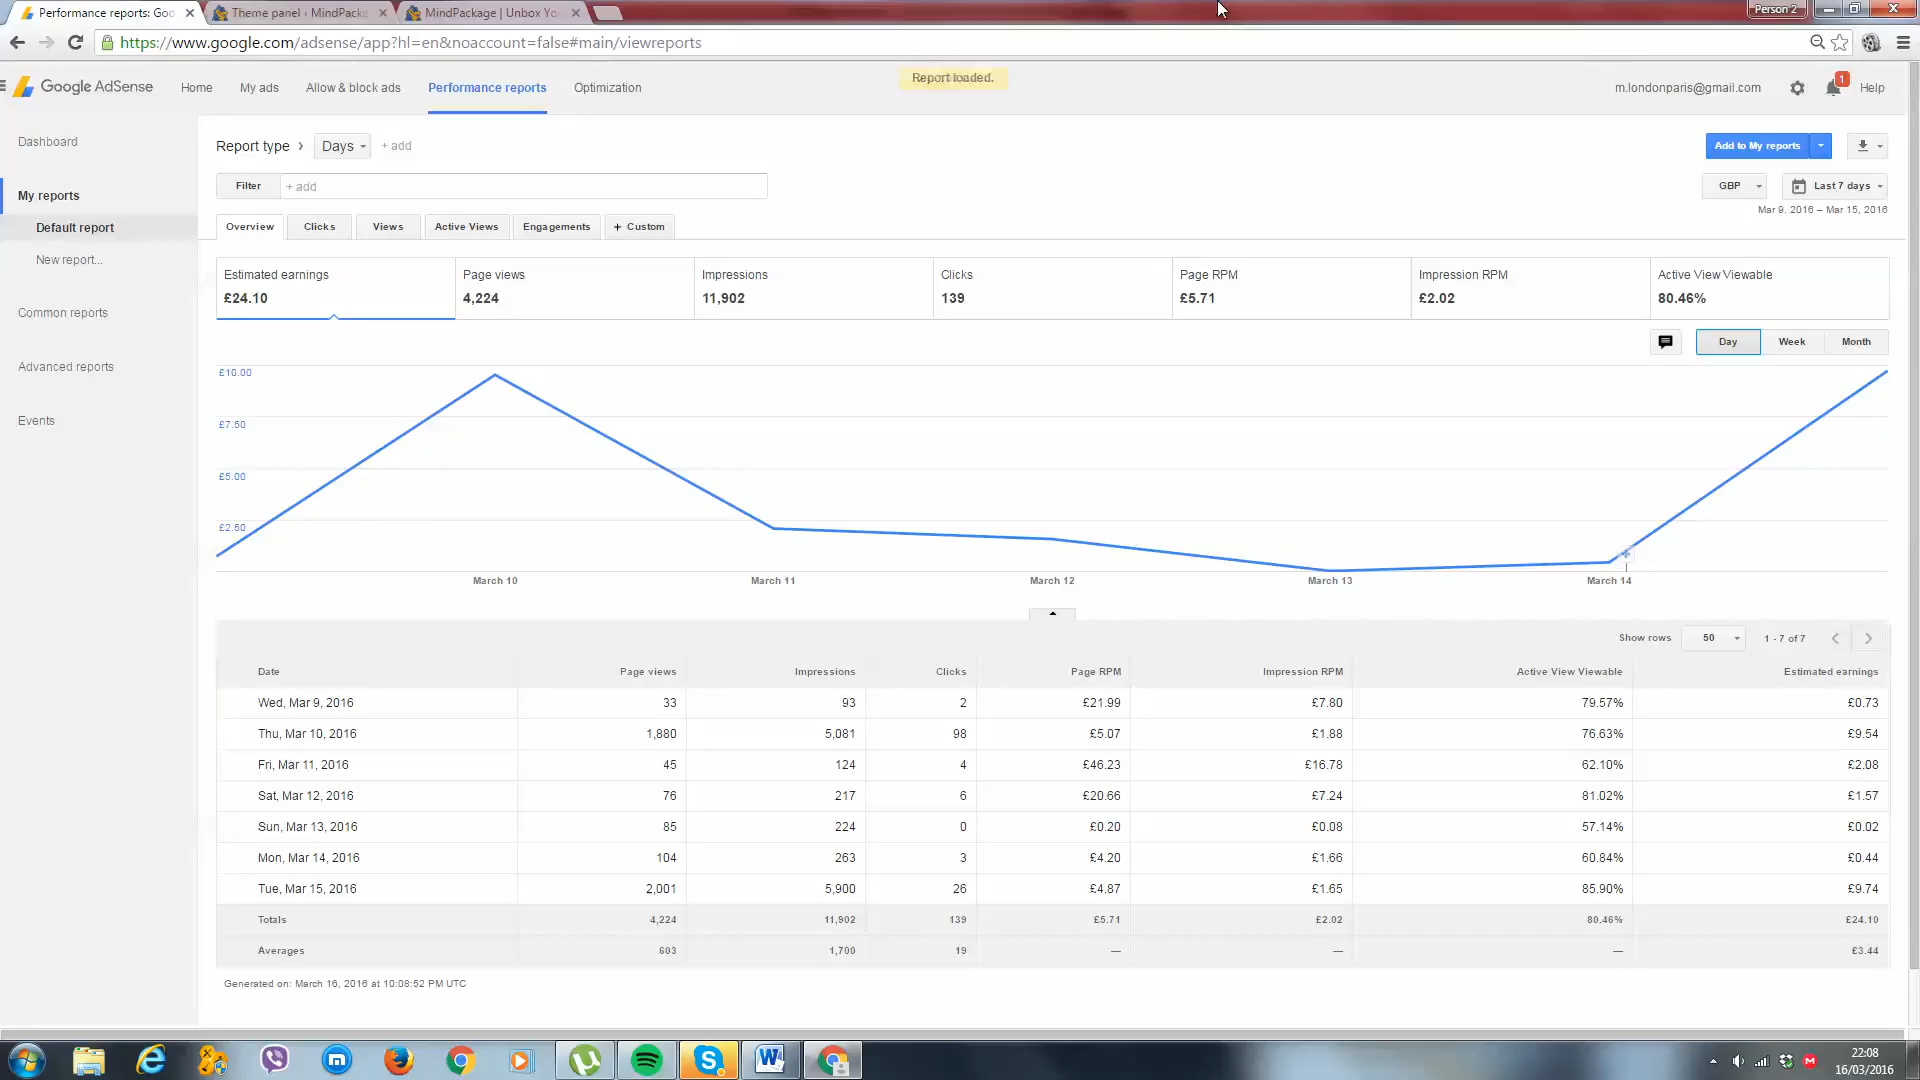 Performance reports: Goo
Theme panel ‹ MindPacka
MindPackage | Unbox Yo
Person 2
https://www.google.com/adsense/app?hl=en&noaccount=false#main/viewreports
Google AdSense
Home
My ads
Allow & block ads
Performance reports
Optimization
Report loaded.
m.londonparis@gmail.com
1
Help
Dashboard
My reports
Default report
New report...
Common reports
Advanced reports
Events
Report type › Days + add
Add to My reports
Filter + add
GBP
Last 7 days
Mar 9, 2016 – Mar 15, 2016
Overview Clicks Views Active Views Engagements + Custom
Estimated earnings Page views Impressions Clicks Page RPM Impression RPM Active View Viewable
£24.10 4,224 11,902 139 £5.71 £2.02 80.46%
Day Week Month
£10.00
£7.50
£5.00
£2.50
March 10 March 11 March 12 March 13 March 14
Show rows 50 1 - 7 of 7
Date Page views Impressions Clicks Page RPM Impression RPM Active View Viewable Estimated earnings
Wed, Mar 9, 2016 33 93 2 £21.99 £7.80 79.57% £0.73
Thu, Mar 10, 2016 1,880 5,081 98 £5.07 £1.88 76.63% £9.54
Fri, Mar 11, 2016 45 124 4 £46.23 £16.78 62.10% £2.08
Sat, Mar 12, 2016 76 217 6 £20.66 £7.24 81.02% £1.57
Sun, Mar 13, 2016 85 224 0 £0.20 £0.08 57.14% £0.02
Mon, Mar 14, 2016 104 263 3 £4.20 £1.66 60.84% £0.44
Tue, Mar 15, 2016 2,001 5,900 26 £4.87 £1.65 85.90% £9.74
Totals 4,224 11,902 139 £5.71 £2.02 80.46% £24.10
Averages 603 1,700 19 — — — £3.44
Generated on: March 16, 2016 at 10:08:52 PM UTC
22:08
16/03/2016